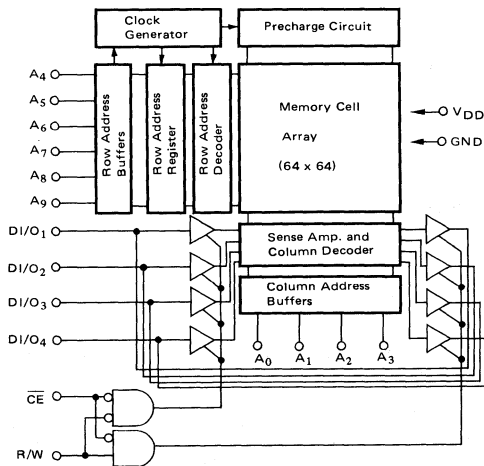 Clock
Generator
Precharge Circuit
A4
A5
A6
A7
A8
A9
Row Address
Buffers
Row Address
Register
Row Address
Decoder
Memory Cell
Array
(64 x 64)
VDD
GND
DI/O1
DI/O2
DI/O3
DI/O4
Sense Amp. and
Column Decoder
Column Address
Buffers
A0
A1
A2
A3
C̅E̅
R/W